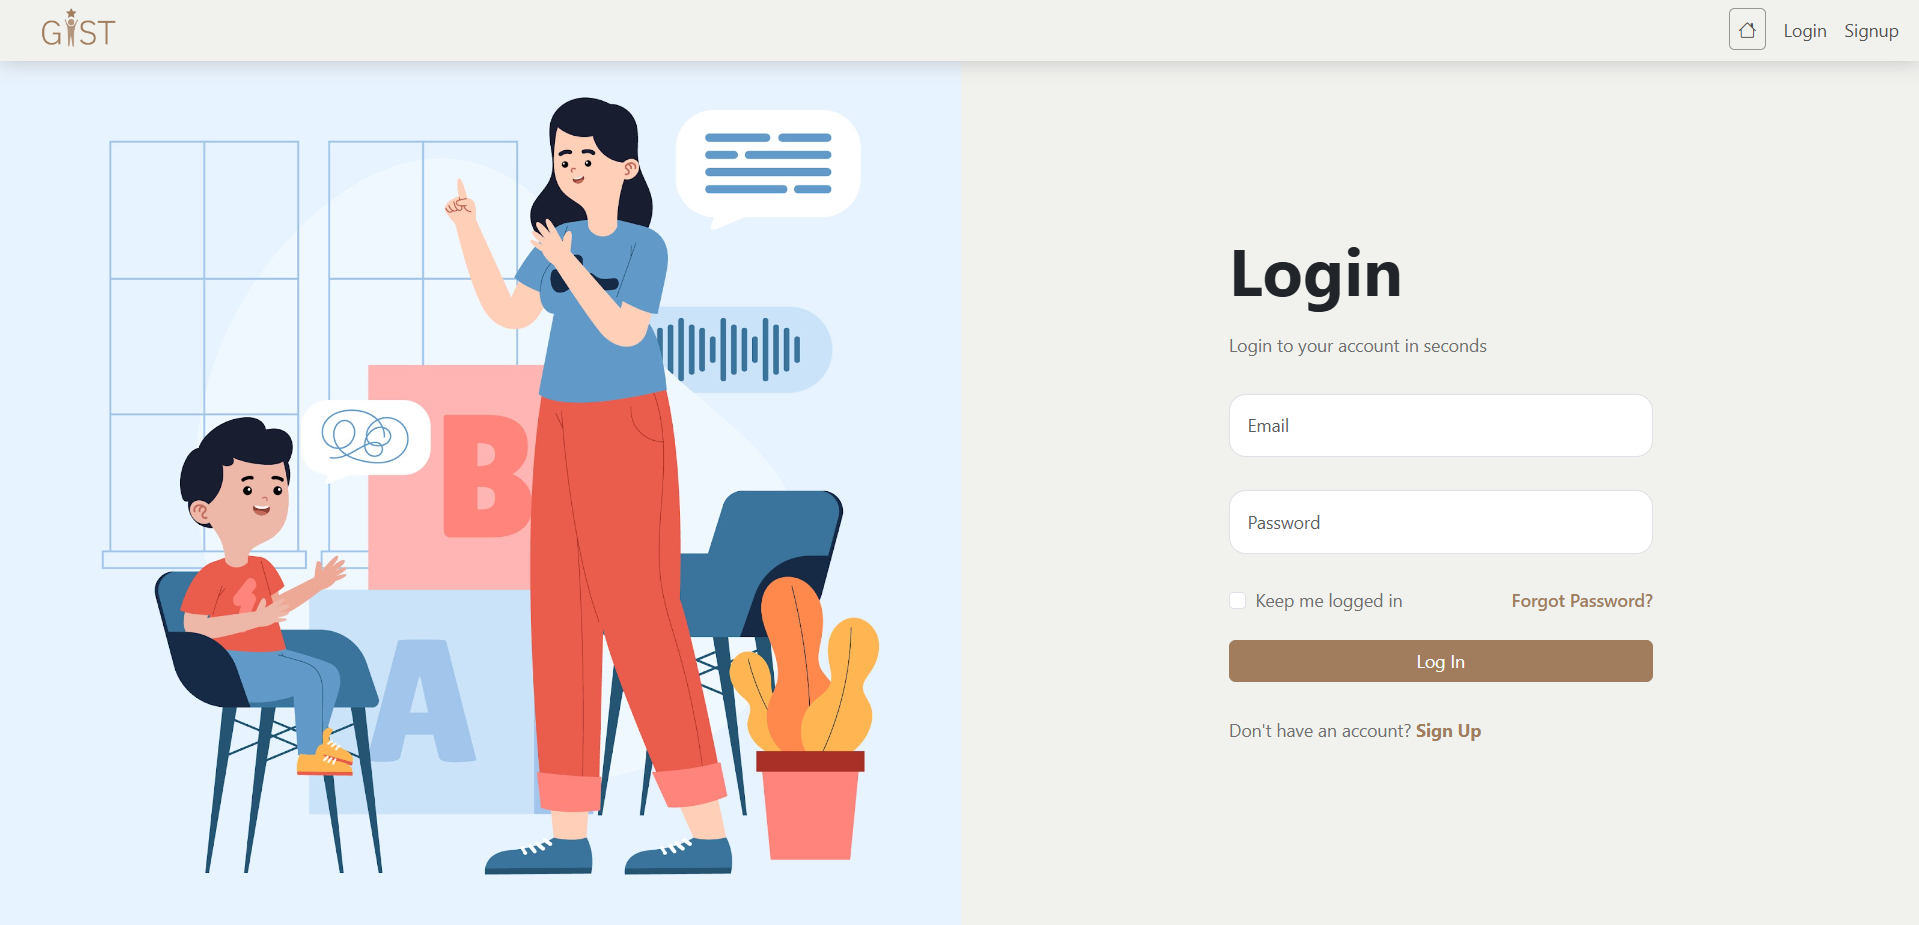 GIST
Login Signup
B
A
Login
Login to your account in seconds
Email
Password
Keep me logged in Forgot Password?
Log In
Don't have an account? Sign Up